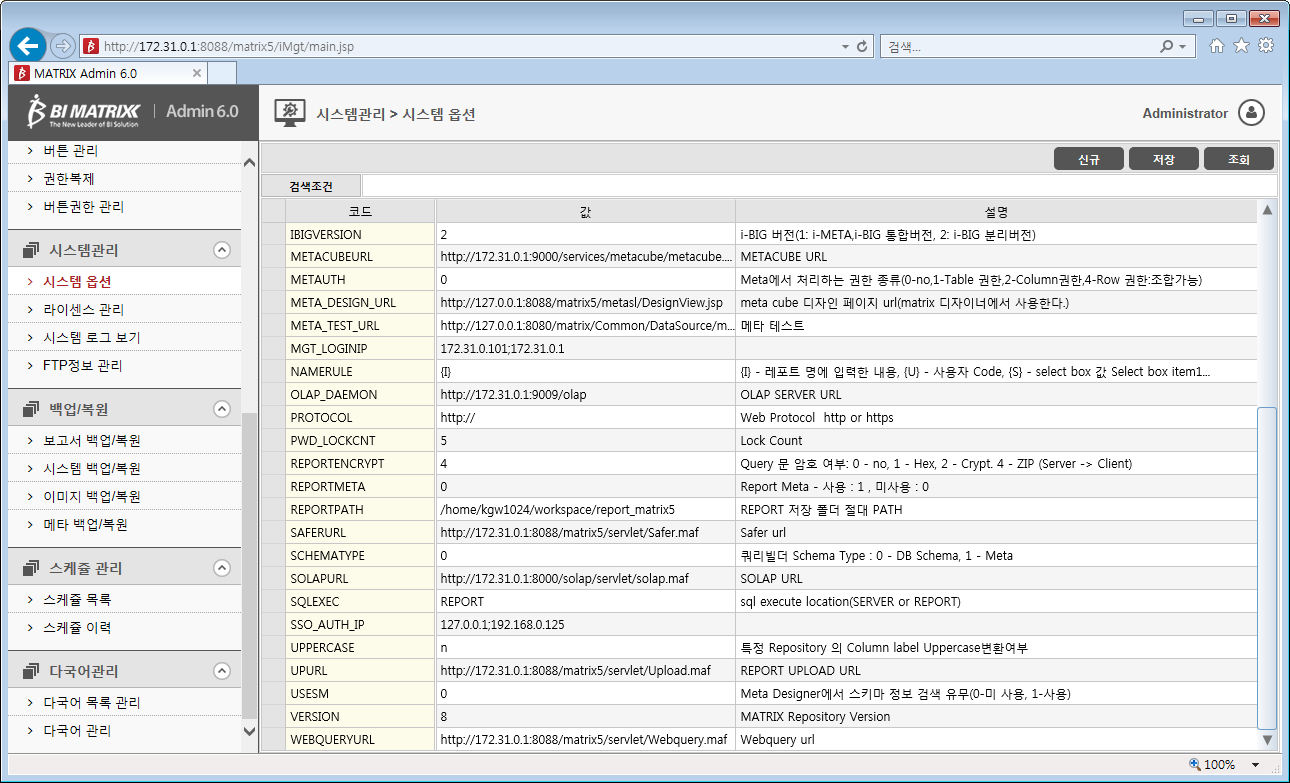 http://172.31.0.1:8088/matrix5/iMgt/main.jsp
검색...
MATRIX Admin 6.0
BI MATRIX
The New Leader of BI Solution
Admin 6.0
시스템관리 > 시스템 옵션
Administrator
버튼 관리
권한복제
버튼권한 관리
시스템관리
시스템 옵션
라이센스 관리
시스템 로그 보기
FTP정보 관리
백업/복원
보고서 백업/복원
시스템 백업/복원
이미지 백업/복원
메타 백업/복원
스케쥴 관리
스케쥴 목록
스케쥴 이력
다국어관리
다국어 목록 관리
다국어 관리
신규 저장 조회
검색조건
코드 값 설명
IBIGVERSION 2 i-BIG 버전(1: i-META,i-BIG 통합버전, 2: i-BIG 분리버전)
METACUBEURL http://172.31.0.1:9000/services/metacube/metacube.... METACUBE URL
METAUTH 0 Meta에서 처리하는 권한 종류(0-no,1-Table 권한,2-Column권한,4-Row 권한:조합가능)
META_DESIGN_URL http://127.0.0.1:8088/matrix5/metasl/DesignView.jsp meta cube 디자인 페이지 url(matrix 디자이너에서 사용한다.)
META_TEST_URL http://127.0.0.1:8080/matrix/Common/DataSource/m... 메타 테스트
MGT_LOGINIP 172.31.0.101;172.31.0.1
NAMERULE {I} {I} - 레포트 명에 입력한 내용, {U} - 사용자 Code, {S} - select box 값 Select box item1...
OLAP_DAEMON http://172.31.0.1:9009/olap OLAP SERVER URL
PROTOCOL http:// Web Protocol  http or https
PWD_LOCKCNT 5 Lock Count
REPORTENCRYPT 4 Query 문 암호 여부: 0 - no, 1 - Hex, 2 - Crypt. 4 - ZIP (Server -> Client)
REPORTMETA 0 Report Meta - 사용 : 1 , 미사용 : 0
REPORTPATH /home/kgw1024/workspace/report_matrix5 REPORT 저장 폴더 절대 PATH
SAFERURL http://172.31.0.1:8088/matrix5/servlet/Safer.maf Safer url
SCHEMATYPE 0 쿼리빌더 Schema Type : 0 - DB Schema, 1 - Meta
SOLAPURL http://172.31.0.1:8000/solap/servlet/solap.maf SOLAP URL
SQLEXEC REPORT sql execute location(SERVER or REPORT)
SSO_AUTH_IP 127.0.0.1;192.168.0.125
UPPERCASE n 특정 Repository 의 Column label Uppercase변환여부
UPURL http://172.31.0.1:8088/matrix5/servlet/Upload.maf REPORT UPLOAD URL
USESM 0 Meta Designer에서 스키마 정보 검색 유무(0-미 사용, 1-사용)
VERSION 8 MATRIX Repository Version
WEBQUERYURL http://172.31.0.1:8088/matrix5/servlet/Webquery.maf Webquery url
100%